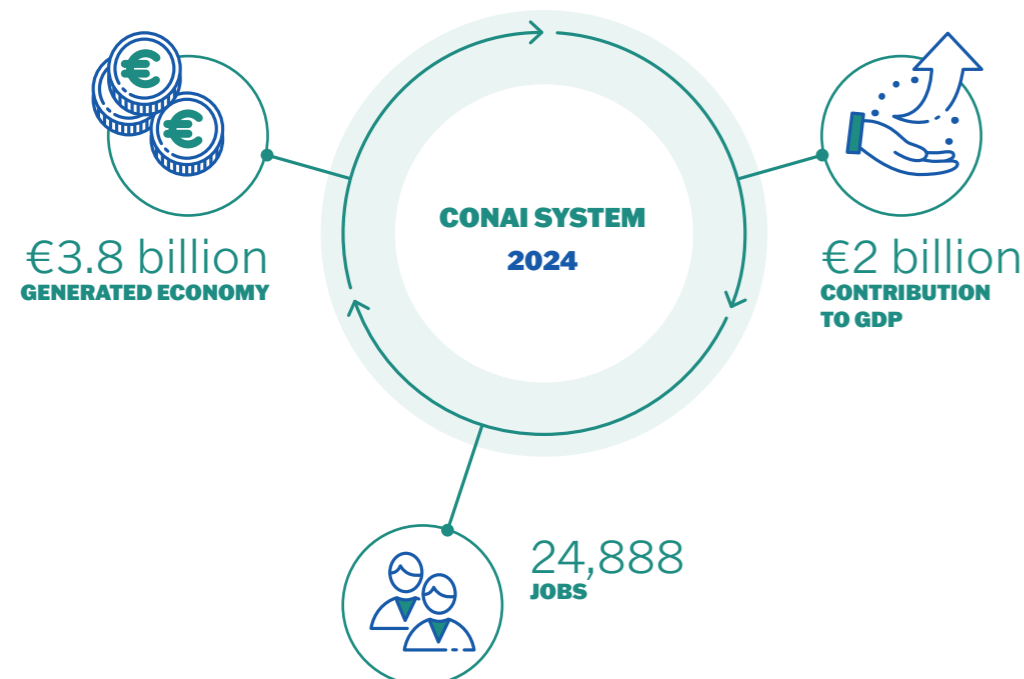 CONAI SYSTEM
2024
€3.8 billion
GENERATED ECONOMY
€2 billion
CONTRIBUTION
TO GDP
24,888
JOBS